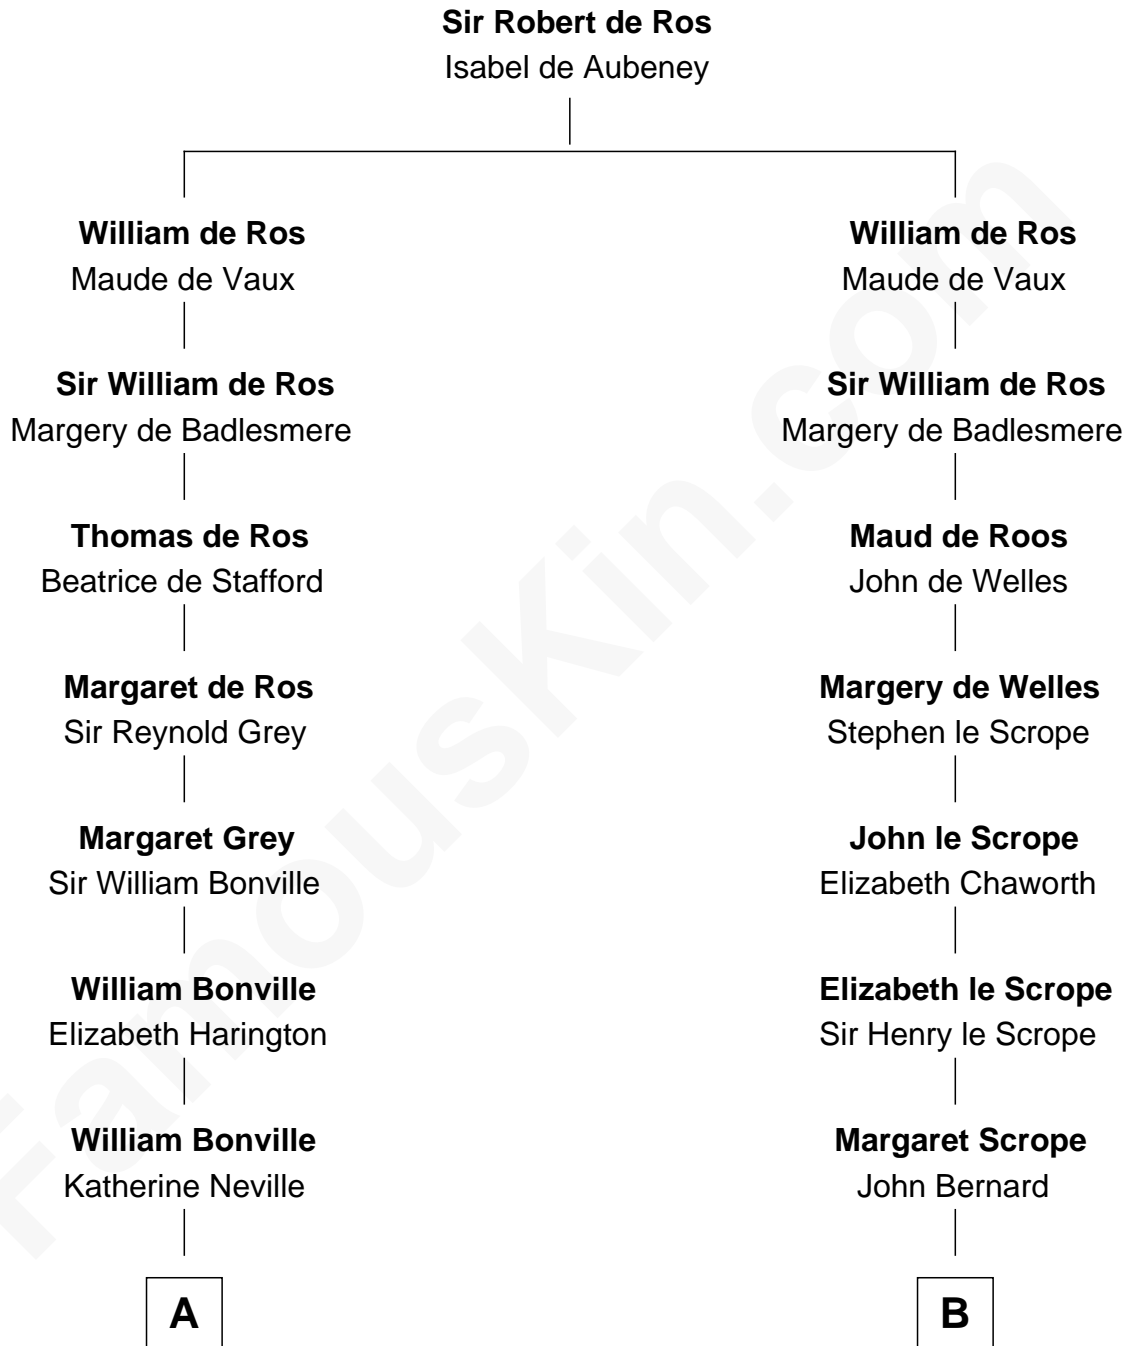 Sir Robert de Ros
Isabel de Aubeney
William de Ros
Maude de Vaux
Sir William de Ros
Margery de Badlesmere
Thomas de Ros
Beatrice de Stafford
Margaret de Ros
Sir Reynold Grey
Margaret Grey
Sir William Bonville
William Bonville
Elizabeth Harington
William Bonville
Katherine Neville
A
William de Ros
Maude de Vaux
Sir William de Ros
Margery de Badlesmere
Maud de Roos
John de Welles
Margery de Welles
Stephen le Scrope
John le Scrope
Elizabeth Chaworth
Elizabeth le Scrope
Sir Henry le Scrope
Margaret Scrope
John Bernard
B
FamousKin.com